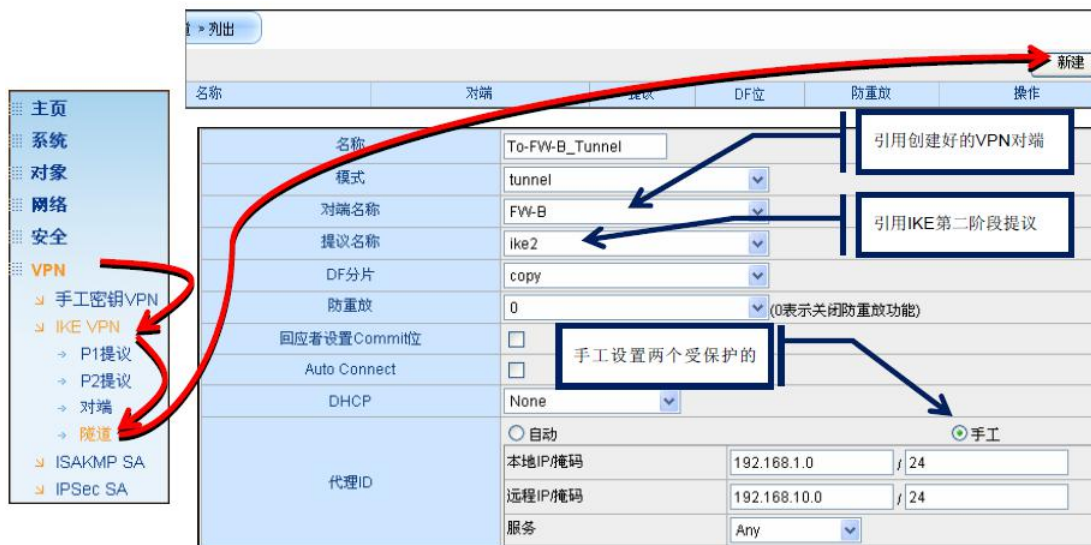 » 列出
新建
名称 对端 提议 DF位 防重放 操作
主页
系统
对象
网络
安全
VPN
手工密钥VPN
IKE VPN
P1提议
P2提议
对端
隧道
ISAKMP SA
IPSec SA
名称 To-FW-B_Tunnel
模式 tunnel
对端名称 FW-B
提议名称 ike2
DF分片 copy
防重放 0 (0表示关闭防重放功能)
回应者设置Commit位
Auto Connect
DHCP None
代理ID
自动 手工
本地IP/掩码 192.168.1.0 / 24
远程IP/掩码 192.168.10.0 / 24
服务 Any
引用创建好的VPN对端
引用IKE第二阶段提议
手工设置两个受保护的